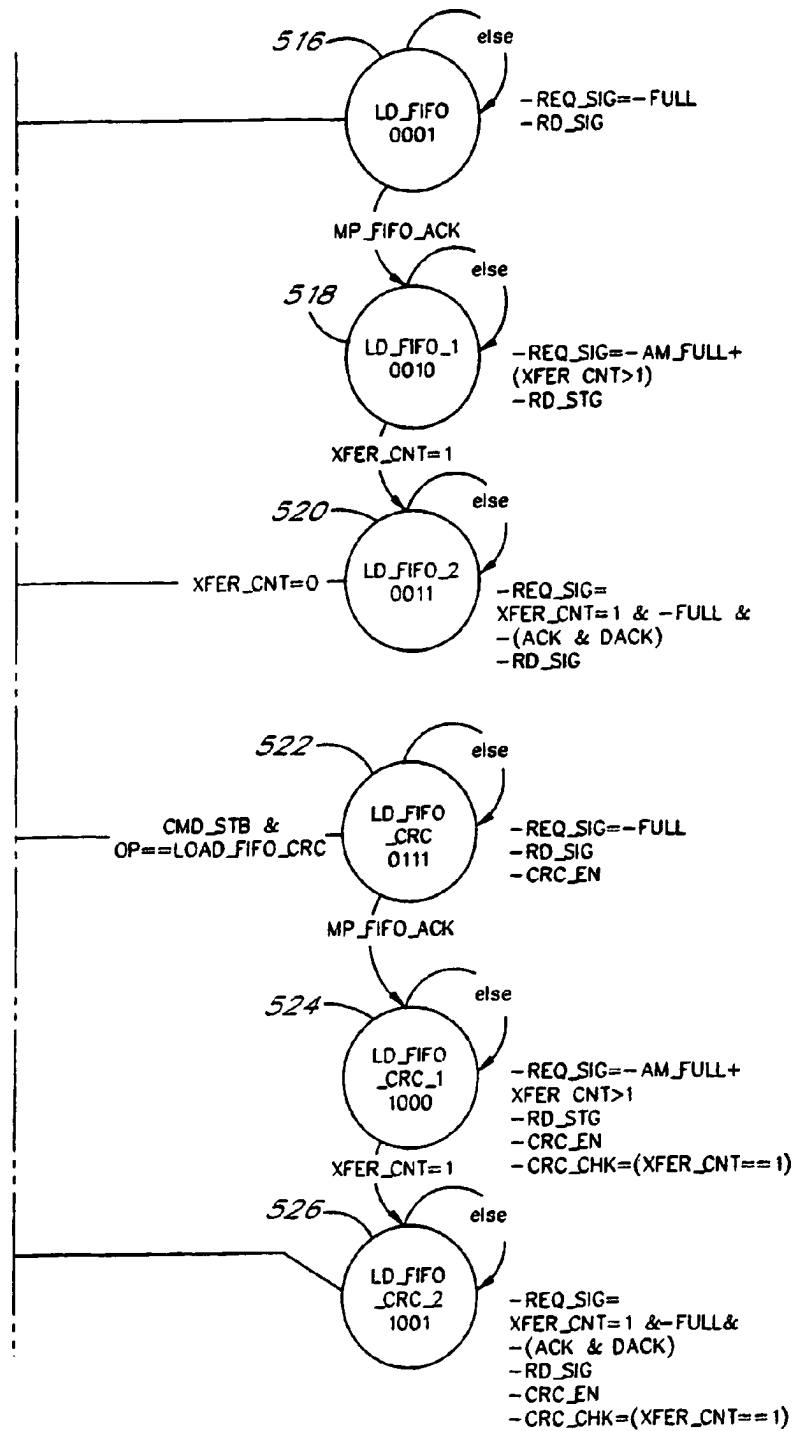 516
else
LD_FIFO
0001
-REQ_SIG=-FULL
-RD_SIG
MP_FIFO_ACK
518
else
LD_FIFO_1
0010
-REQ_SIG=-AM_FULL+
(XFER CNT>1)
-RD_STG
XFER_CNT=1
520
else
LD_FIFO_2
0011
XFER_CNT=0
-REQ_SIG=
XFER_CNT=1 & -FULL &
-(ACK & DACK)
-RD_SIG
522
else
LD_FIFO
_CRC
0111
CMD_STB &
OP==LOAD_FIFO_CRC
-REQ_SIG=-FULL
-RD_SIG
-CRC_EN
MP_FIFO_ACK
524
else
LD_FIFO
_CRC_1
1000
-REQ_SIG=-AM_FULL+
XFER CNT>1
-RD_STG
-CRC_EN
-CRC_CHK=(XFER_CNT==1)
XFER_CNT=1
526
else
LD_FIFO
_CRC_2
1001
-REQ_SIG=
XFER_CNT=1 &-FULL&
-(ACK & DACK)
-RD_SIG
-CRC_EN
-CRC_CHK=(XFER_CNT==1)